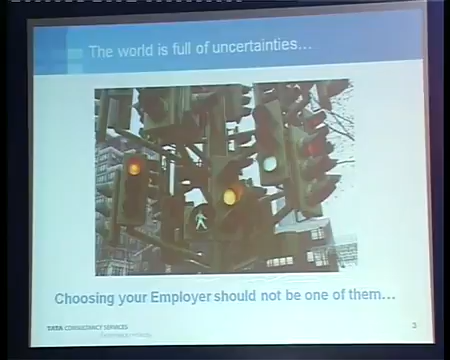 The world is full of uncertainties...
Choosing your Employer should not be one of them...
TATA CONSULTANCY SERVICES
3